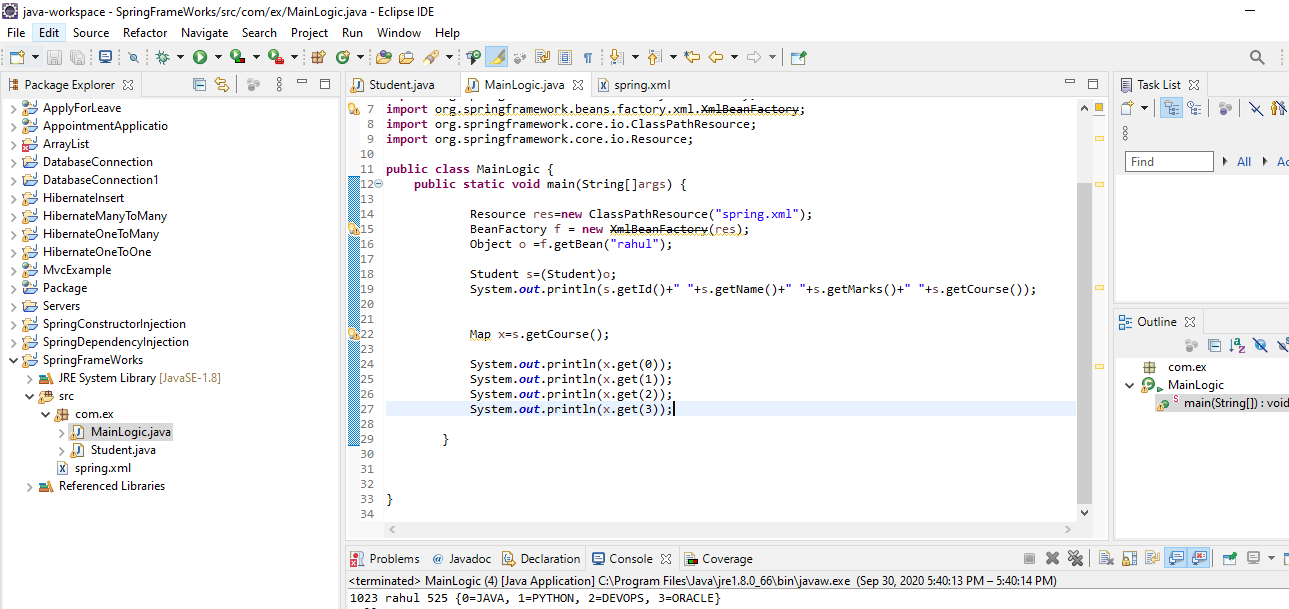 java-workspace - SpringFrameWorks/src/com/ex/MainLogic.java - Eclipse IDE
File Edit Source Refactor Navigate Search Project Run Window Help
Package Explorer
ApplyForLeave
AppointmentApplicatio
ArrayList
DatabaseConnection
DatabaseConnection1
HibernateInsert
HibernateManyToMany
HibernateOneToMany
HibernateOneToOne
MvcExample
Package
Servers
SpringConstructorInjection
SpringDependencyInjection
SpringFrameWorks
JRE System Library [JavaSE-1.8]
src
com.ex
MainLogic.java
Student.java
spring.xml
Referenced Libraries
Student.java MainLogic.java spring.xml
7 import org.springframework.beans.factory.xml.XmlBeanFactory;
8 import org.springframework.core.io.ClassPathResource;
9 import org.springframework.core.io.Resource;
10
11 public class MainLogic {
12 public static void main(String[]args) {
13
14 Resource res=new ClassPathResource("spring.xml");
15 BeanFactory f = new XmlBeanFactory(res);
16 Object o =f.getBean("rahul");
17
18 Student s=(Student)o;
19 System.out.println(s.getId()+" "+s.getName()+" "+s.getMarks()+" "+s.getCourse());
20
21
22 Map x=s.getCourse();
23
24 System.out.println(x.get(0));
25 System.out.println(x.get(1));
26 System.out.println(x.get(2));
27 System.out.println(x.get(3));
28
29 }
30
31
32
33 }
34
Task List
Find All Ac
Outline
com.ex
MainLogic
main(String[]) : void
Problems @ Javadoc Declaration Console Coverage
<terminated> MainLogic (4) [Java Application] C:\Program Files\Java\jre1.8.0_66\bin\javaw.exe (Sep 30, 2020 5:40:13 PM – 5:40:14 PM)
1023 rahul 525 {0=JAVA, 1=PYTHON, 2=DEVOPS, 3=ORACLE}